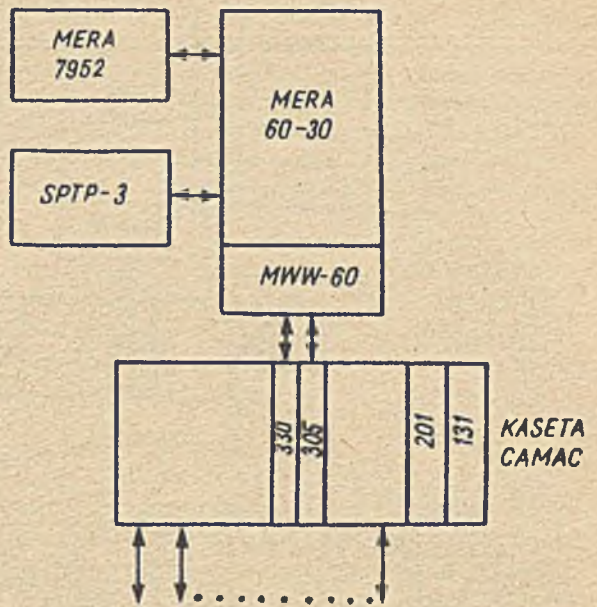 MERA
7952
MERA
60-30
SPTP-3
MWW-60
330
305
201
131
KASETA
CAMAC